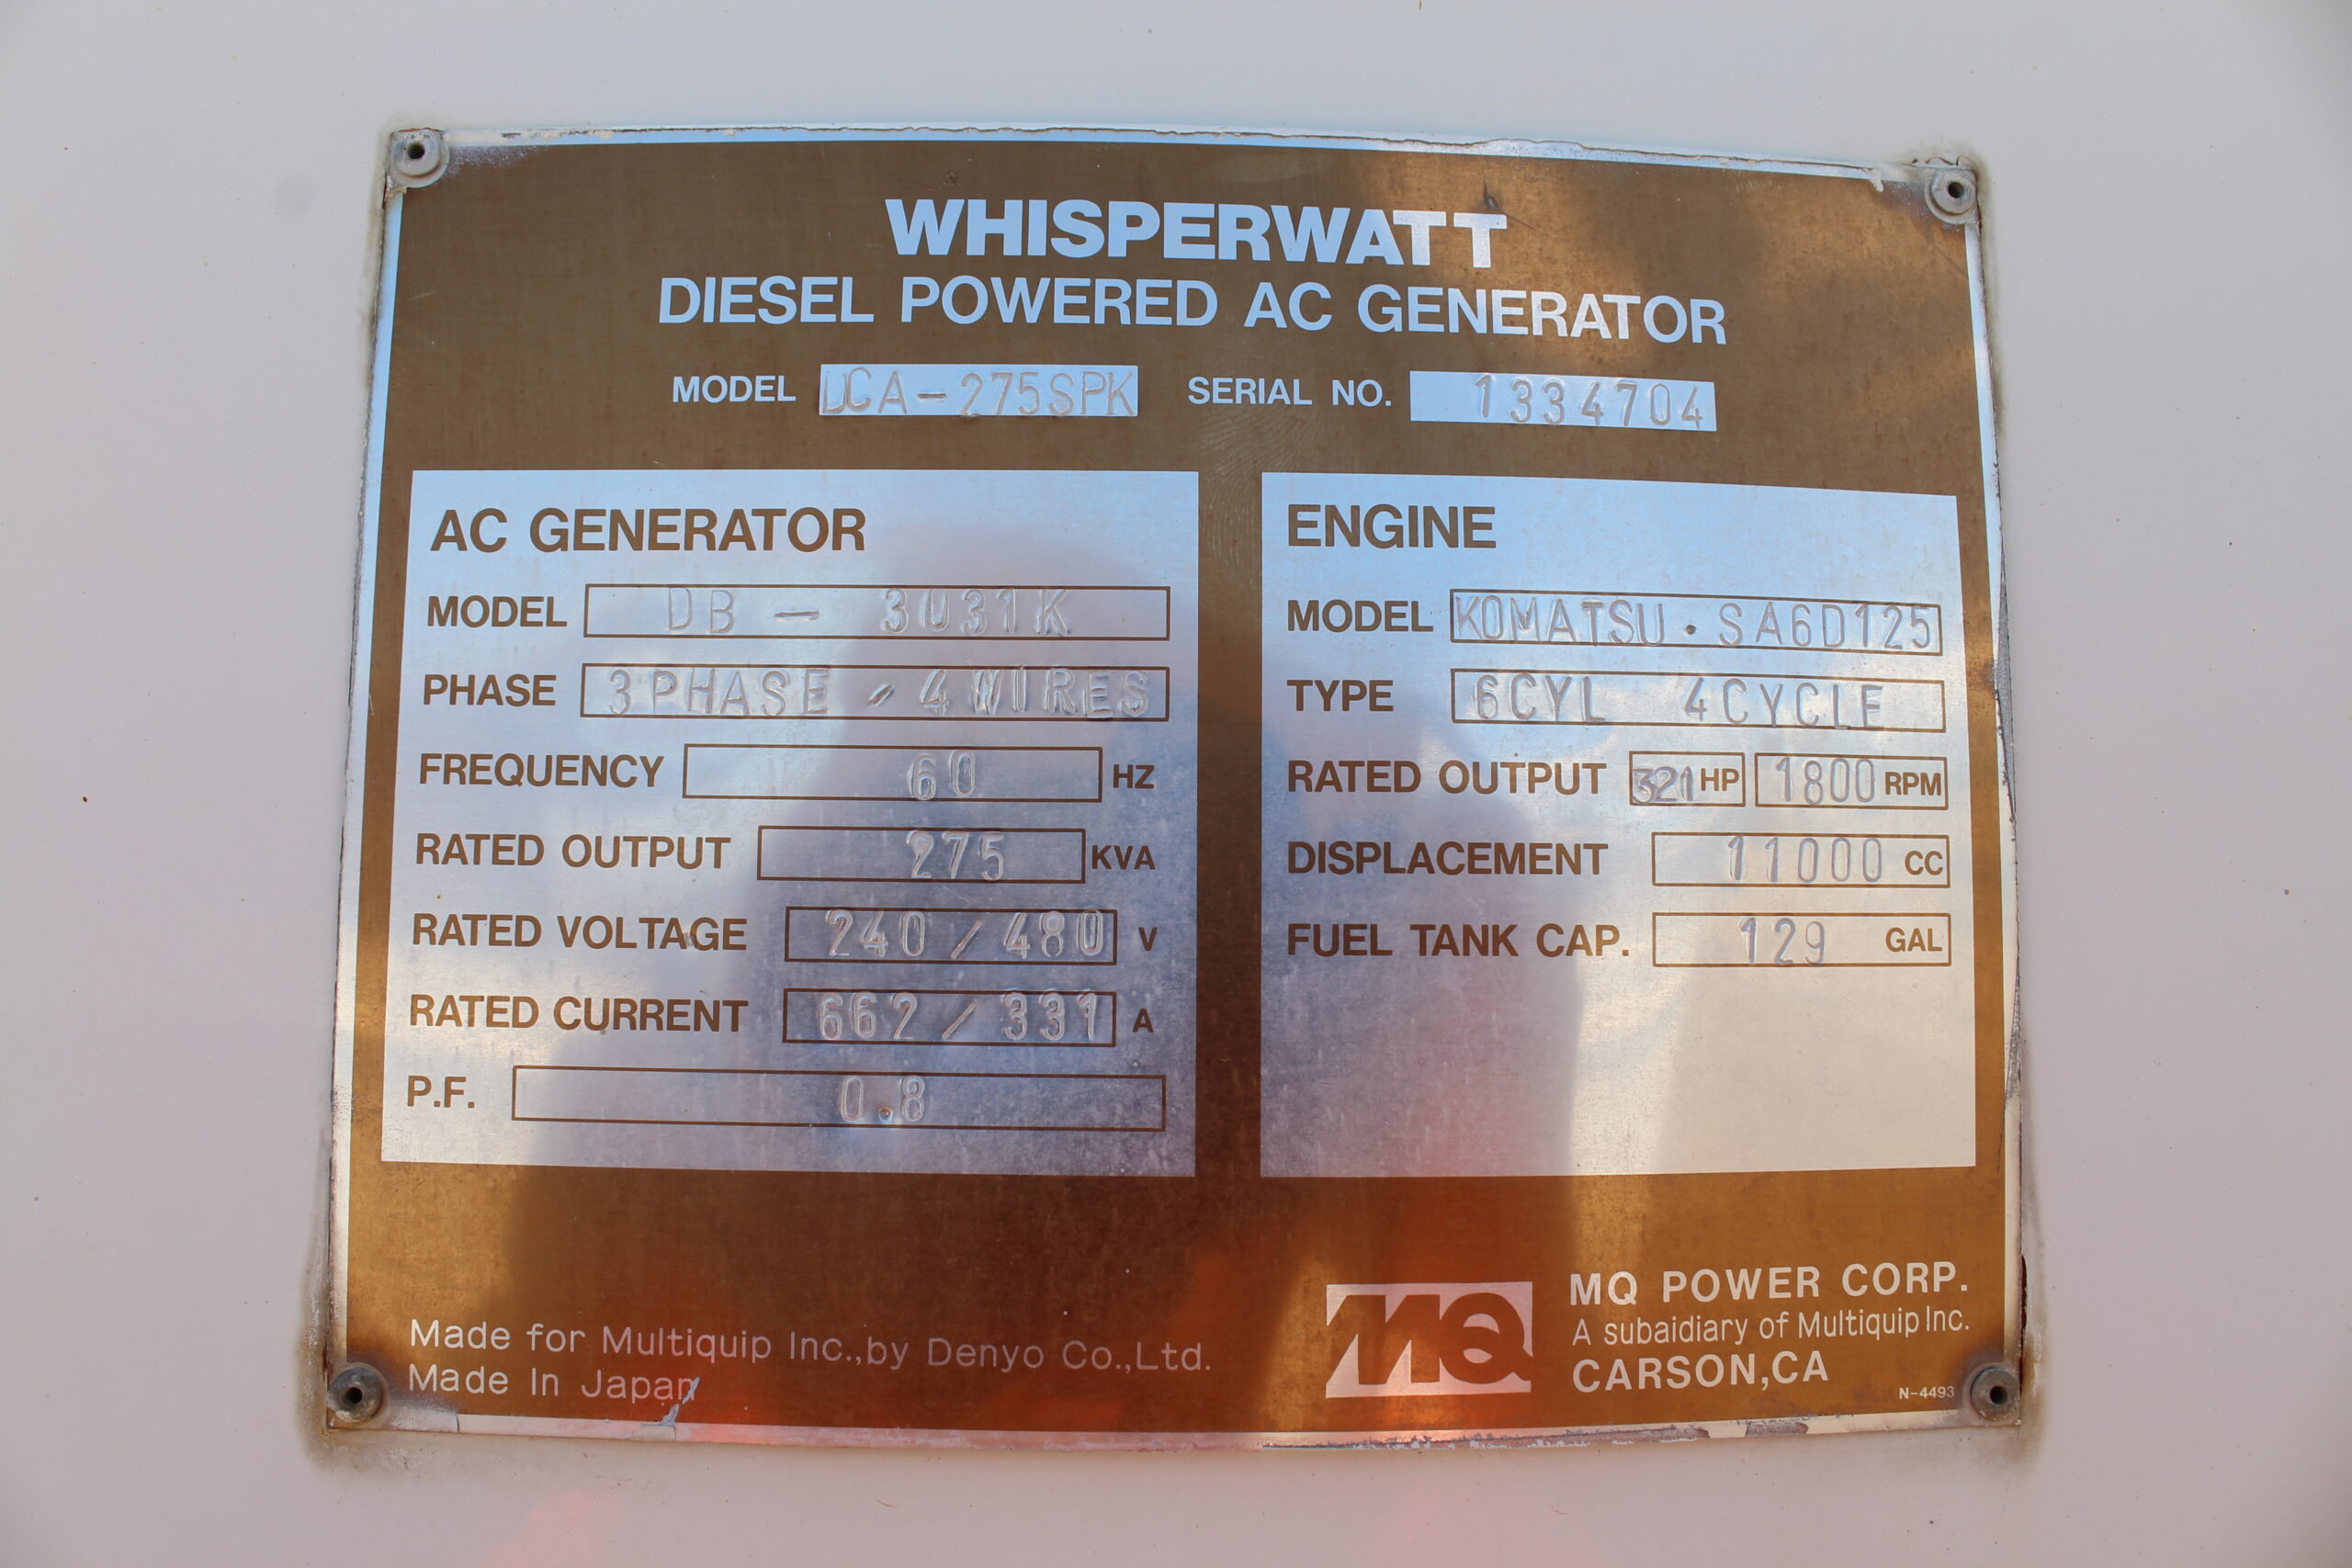 WHISPERWATT
DIESEL POWERED AC GENERATOR
MODEL DCA-275SPK SERIAL NO. 1334704
AC GENERATOR
MODEL DB - 3031K
PHASE 3PHASE , 4WIRES
FREQUENCY 60 HZ
RATED OUTPUT 275 KVA
RATED VOLTAGE 240/480 V
RATED CURRENT 662/331 A
P.F. 0.8
ENGINE
MODEL KOMATSU·SA6D125
TYPE 6CYL 4CYCLE
RATED OUTPUT 321 HP 1800 RPM
DISPLACEMENT 11000 CC
FUEL TANK CAP. 129 GAL
Made for Multiquip Inc.,by Denyo Co.,Ltd.
Made In Japan
MQ
MQ POWER CORP.
A subaidiary of Multiquip Inc.
CARSON,CA
N-4493